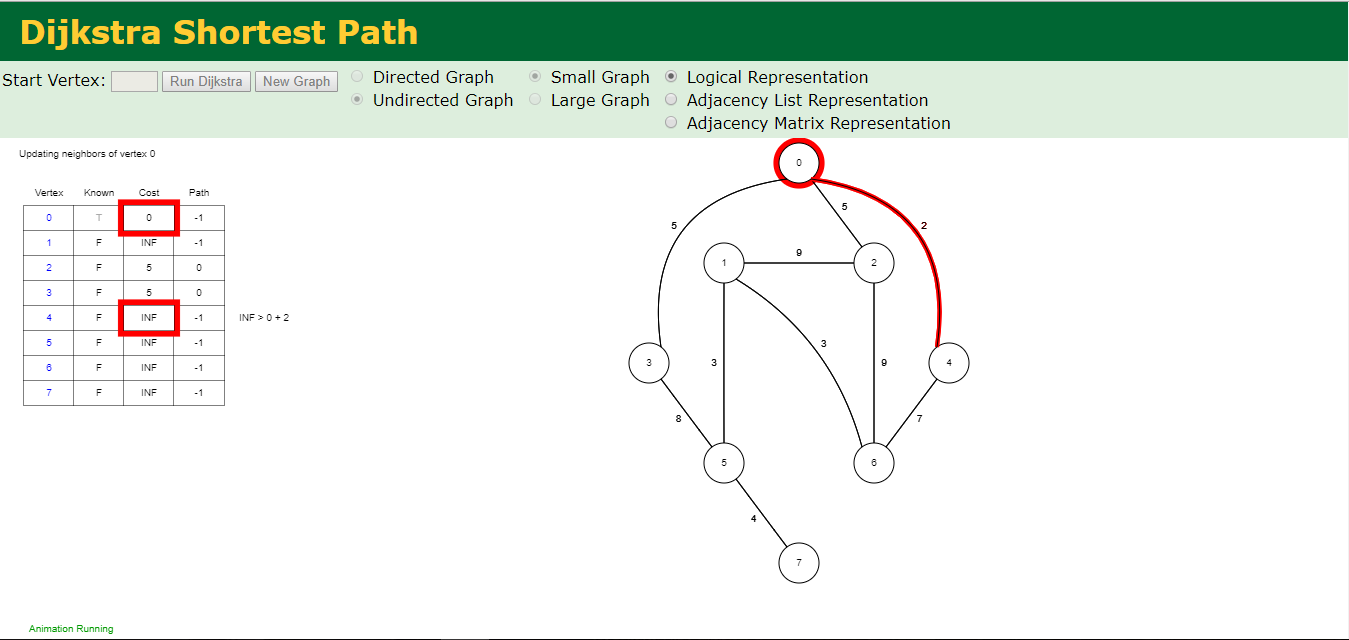 Dijkstra Shortest Path
Start Vertex: Run Dijkstra New Graph
Directed Graph
Undirected Graph
Small Graph
Large Graph
Logical Representation
Adjacency List Representation
Adjacency Matrix Representation
Updating neighbors of vertex 0
Vertex Known Cost Path
0 T 0 -1
1 F INF -1
2 F 5 0
3 F 5 0
4 F INF -1 INF > 0 + 2
5 F INF -1
6 F INF -1
7 F INF -1
0
5
5
2
1
9
2
3
3
3
9
4
8
7
5
6
4
7
Animation Running